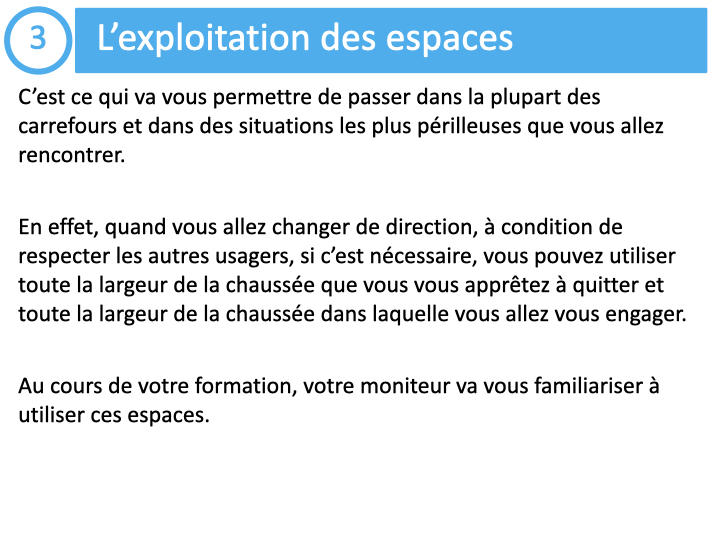 3
L’exploitation des espaces
C’est ce qui va vous permettre de passer dans la plupart des
carrefours et dans des situations les plus périlleuses que vous allez
rencontrer.
En effet, quand vous allez changer de direction, à condition de
respecter les autres usagers, si c’est nécessaire, vous pouvez utiliser
toute la largeur de la chaussée que vous vous apprêtez à quitter et
toute la largeur de la chaussée dans laquelle vous allez vous engager.
Au cours de votre formation, votre moniteur va vous familiariser à
utiliser ces espaces.